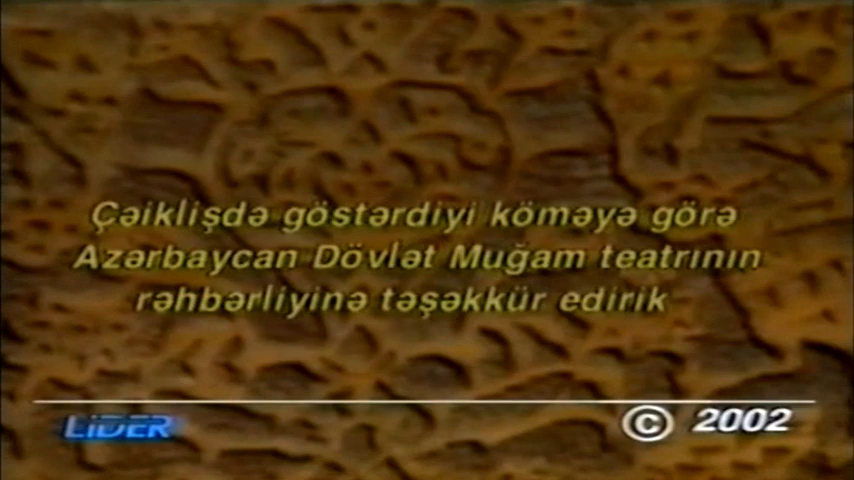 Çəiklişdə göstərdiyi köməyə görə
Azərbaycan Dövlət Muğam teatrının
rəhbərliyinə təşəkkür edirik
LİDER © 2002